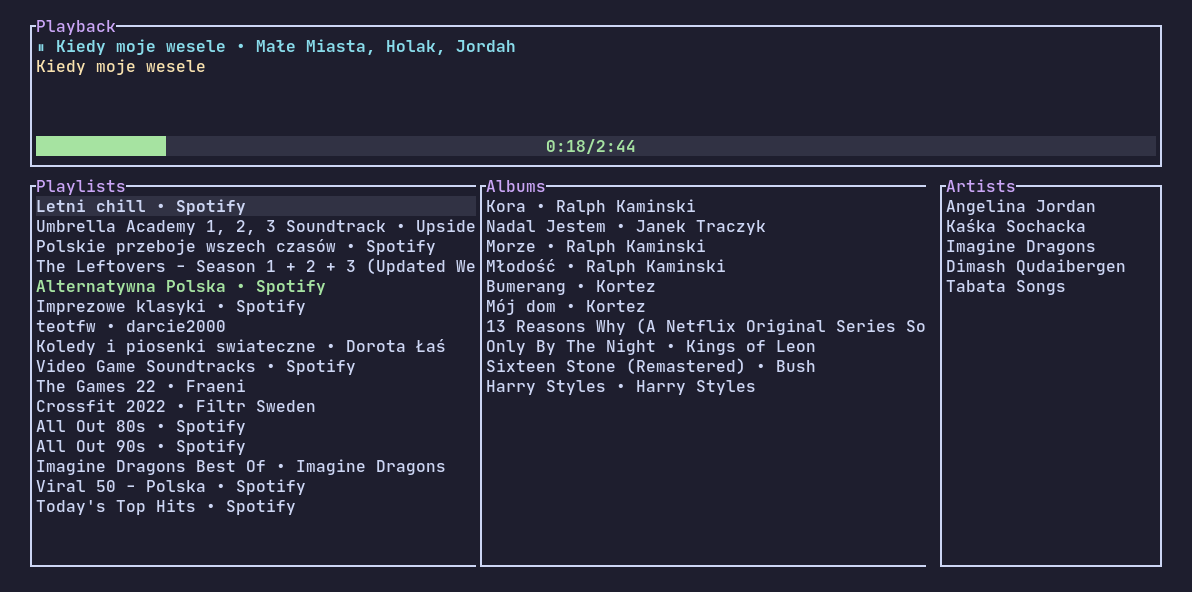 Playback
Kiedy moje wesele • Małe Miasta, Holak, Jordah
Kiedy moje wesele
0:18/2:44
Playlists
Letni chill • Spotify
Umbrella Academy 1, 2, 3 Soundtrack • Upside
Polskie przeboje wszech czasów • Spotify
The Leftovers - Season 1 + 2 + 3 (Updated We
Alternatywna Polska • Spotify
Imprezowe klasyki • Spotify
teotfw • darcie2000
Koledy i piosenki swiateczne • Dorota Łaś
Video Game Soundtracks • Spotify
The Games 22 • Fraeni
Crossfit 2022 • Filtr Sweden
All Out 80s • Spotify
All Out 90s • Spotify
Imagine Dragons Best Of • Imagine Dragons
Viral 50 - Polska • Spotify
Today's Top Hits • Spotify
Albums
Kora • Ralph Kaminski
Nadal Jestem • Janek Traczyk
Morze • Ralph Kaminski
Młodość • Ralph Kaminski
Bumerang • Kortez
Mój dom • Kortez
13 Reasons Why (A Netflix Original Series So
Only By The Night • Kings of Leon
Sixteen Stone (Remastered) • Bush
Harry Styles • Harry Styles
Artists
Angelina Jordan
Kaśka Sochacka
Imagine Dragons
Dimash Qudaibergen
Tabata Songs